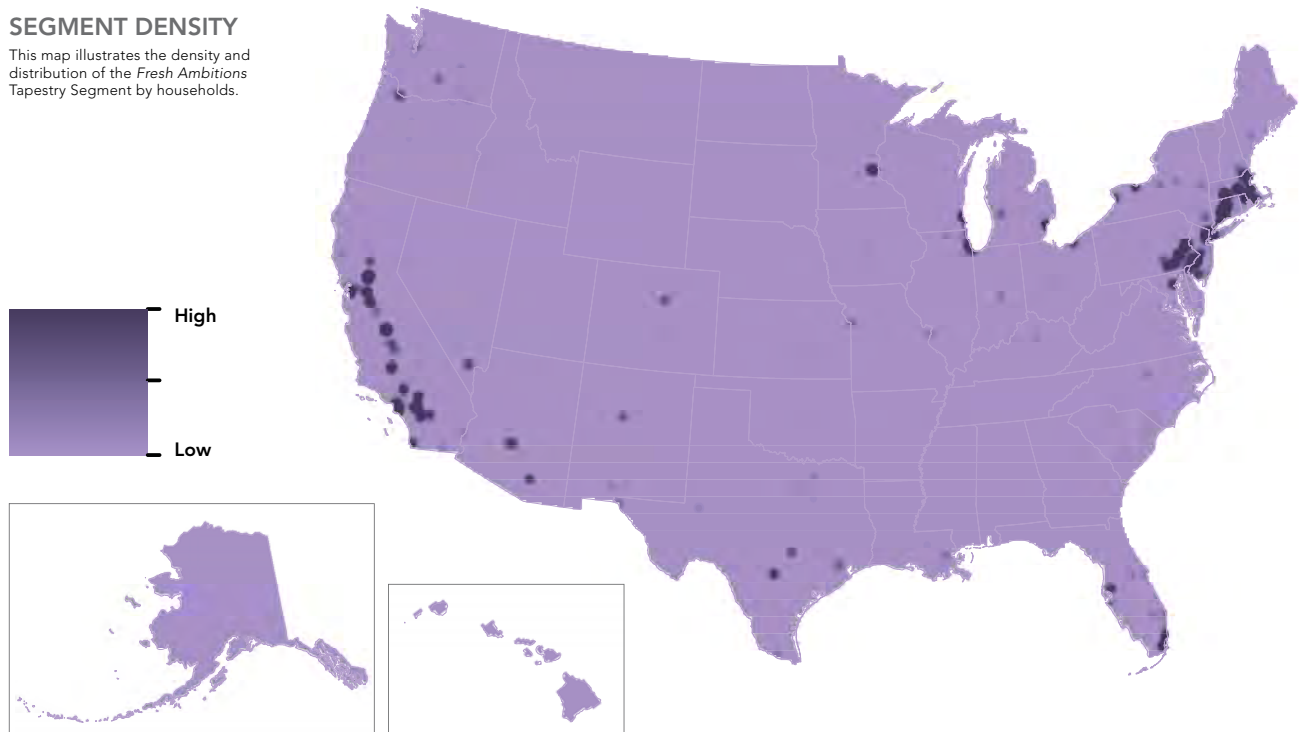 SEGMENT DENSITY
This map illustrates the density and
distribution of the Fresh Ambitions
Tapestry Segment by households.
High
Low